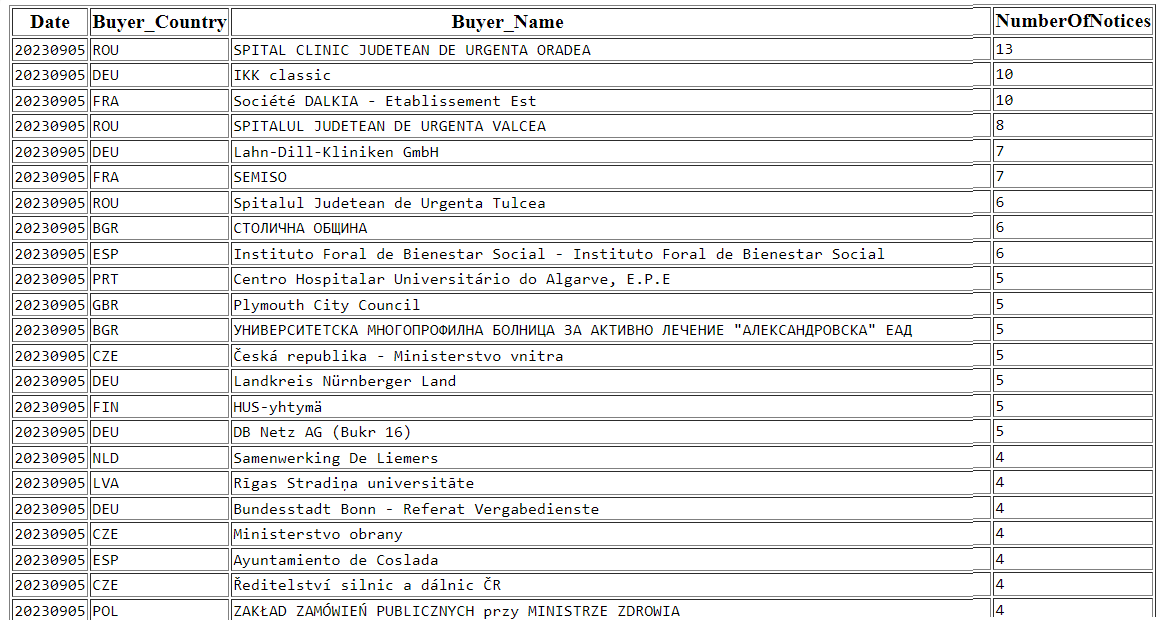 Date Buyer_Country Buyer_Name NumberOfNotices
20230905 ROU SPITAL CLINIC JUDETEAN DE URGENTA ORADEA 13
20230905 DEU IKK classic 10
20230905 FRA Société DALKIA - Etablissement Est 10
20230905 ROU SPITALUL JUDETEAN DE URGENTA VALCEA 8
20230905 DEU Lahn-Dill-Kliniken GmbH 7
20230905 FRA SEMISO 7
20230905 ROU Spitalul Judetean de Urgenta Tulcea 6
20230905 BGR СТОЛИЧНА ОБЩИНА 6
20230905 ESP Instituto Foral de Bienestar Social - Instituto Foral de Bienestar Social 6
20230905 PRT Centro Hospitalar Universitário do Algarve, E.P.E 5
20230905 GBR Plymouth City Council 5
20230905 BGR УНИВЕРСИТЕТСКА МНОГОПРОФИЛНА БОЛНИЦА ЗА АКТИВНО ЛЕЧЕНИЕ "АЛЕКСАНДРОВСКА" ЕАД 5
20230905 CZE Česká republika - Ministerstvo vnitra 5
20230905 DEU Landkreis Nürnberger Land 5
20230905 FIN HUS-yhtymä 5
20230905 DEU DB Netz AG (Bukr 16) 5
20230905 NLD Samenwerking De Liemers 4
20230905 LVA Rīgas Stradiņa universitāte 4
20230905 DEU Bundesstadt Bonn - Referat Vergabedienste 4
20230905 CZE Ministerstvo obrany 4
20230905 ESP Ayuntamiento de Coslada 4
20230905 CZE Ředitelství silnic a dálnic ČR 4
20230905 POL ZAKŁAD ZAMÓWIEŃ PUBLICZNYCH przy MINISTRZE ZDROWIA 4